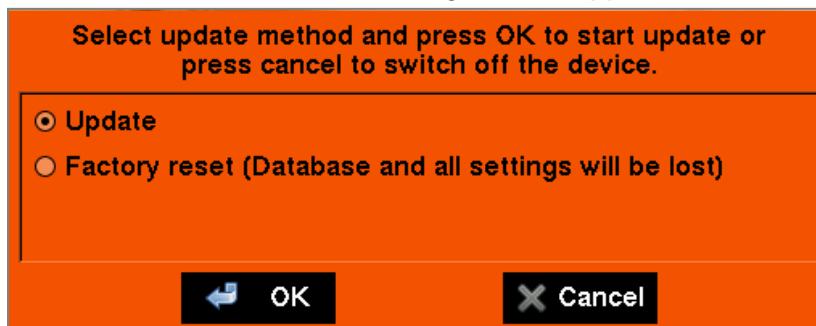 Select update method and press OK to start update or
press cancel to switch off the device.
Update
Factory reset (Database and all settings will be lost)
OK
Cancel